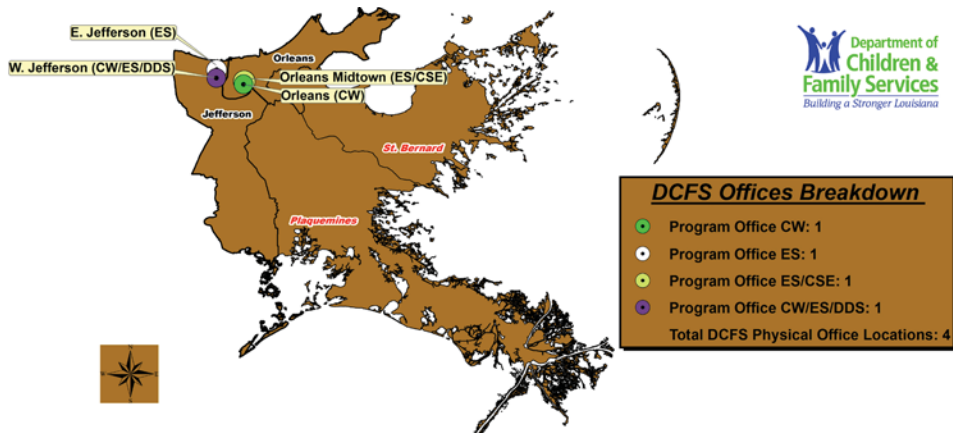 E. Jefferson (ES)
W. Jefferson (CW/ES/DDS)
Orleans
Orleans Midtown (ES/CSE)
Orleans (CW)
Jefferson
St. Bernard
Plaquemines
Department of
Children &
Family Services
Building a Stronger Louisiana
DCFS Offices Breakdown
Program Office CW: 1
Program Office ES: 1
Program Office ES/CSE: 1
Program Office CW/ES/DDS: 1
Total DCFS Physical Office Locations: 4